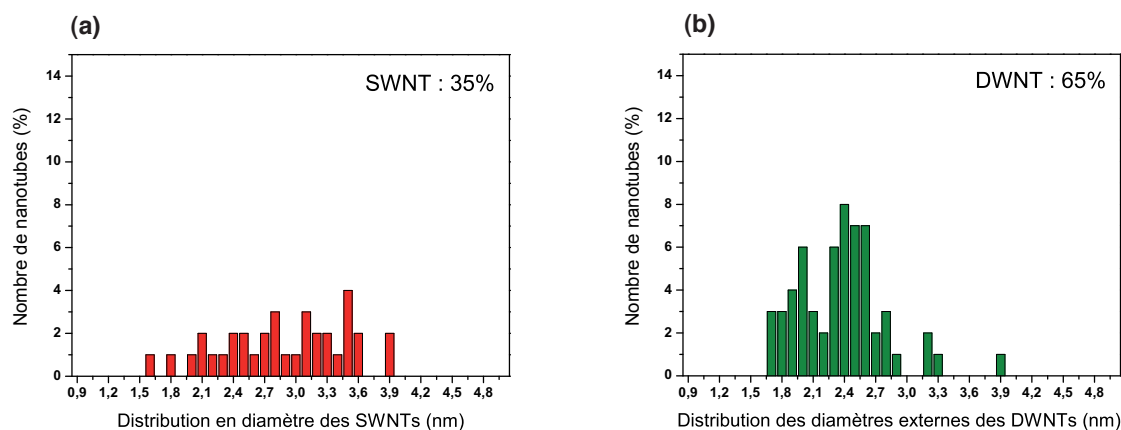 (a)
SWNT : 35%
Nombre de nanotubes (%)
14
12
10
8
6
4
2
0
0,9 1,2 1,5 1,8 2,1 2,4 2,7 3,0 3,3 3,6 3,9 4,2 4,5 4,8
Distribution en diamètre des SWNTs (nm)
(b)
DWNT : 65%
Nombre de nanotubes (%)
14
12
10
8
6
4
2
0
0,9 1,2 1,5 1,8 2,1 2,4 2,7 3,0 3,3 3,6 3,9 4,2 4,5 4,8
Distribution des diamètres externes des DWNTs (nm)